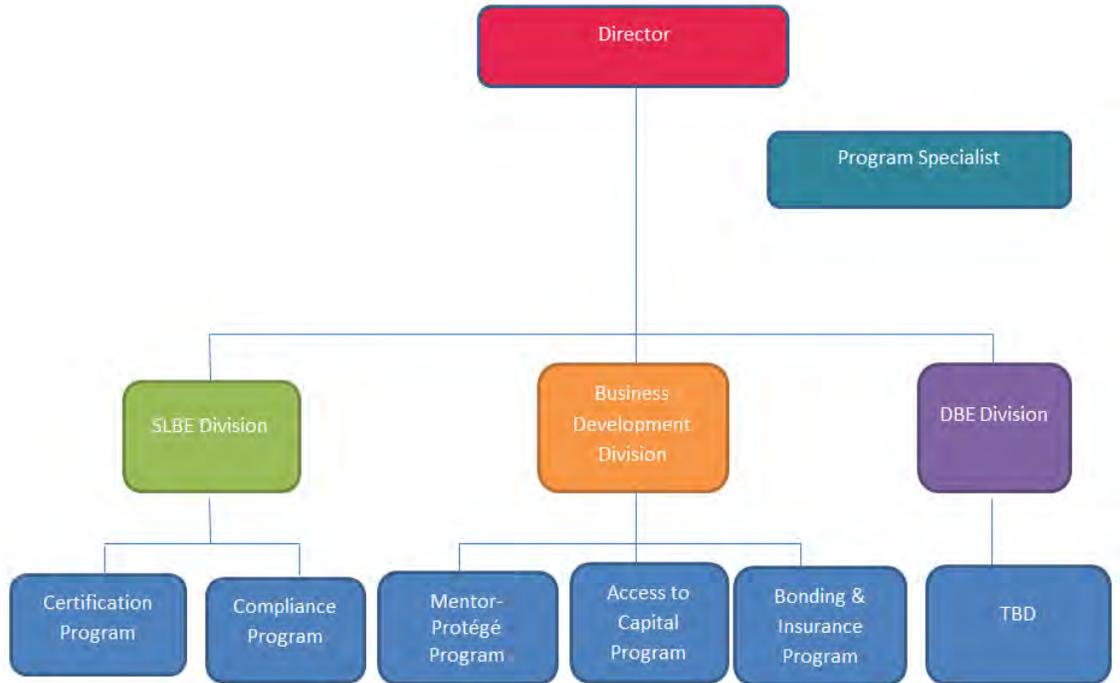 Director
Program Specialist
SLBE Division
Business
Development
Division
DBE Division
Certification
Program
Compliance
Program
Mentor-
Protégé
Program
Access to
Capital
Program
Bonding &
Insurance
Program
TBD